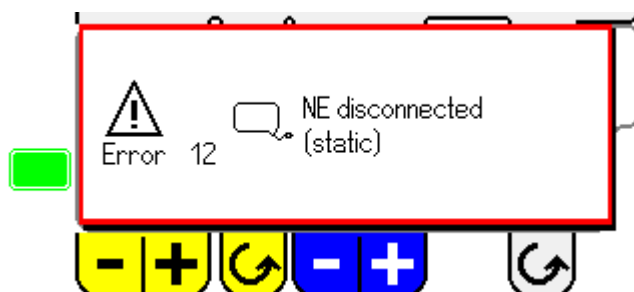 NE disconnected
Error 12 (static)
- + - +